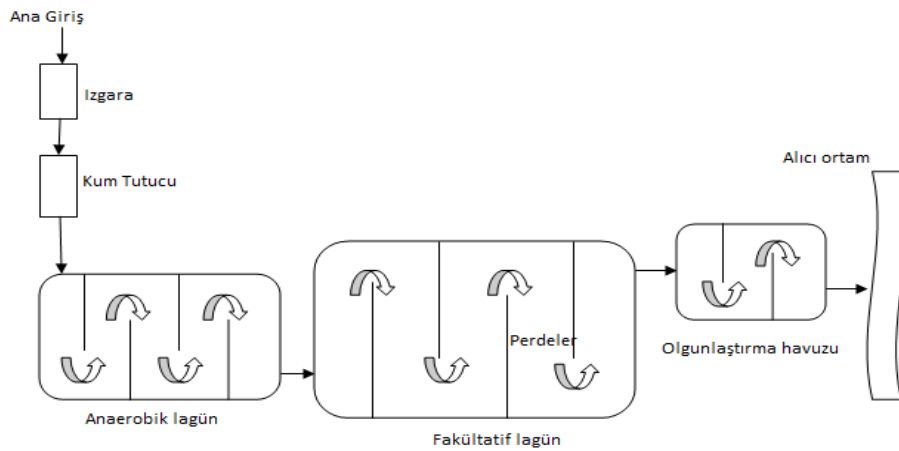 Ana Giriş
Izgara
Kum Tutucu
Alıcı ortam
Perdeler
Olgunlaştırma havuzu
Anaerobik lagün
Fakültatif lagün